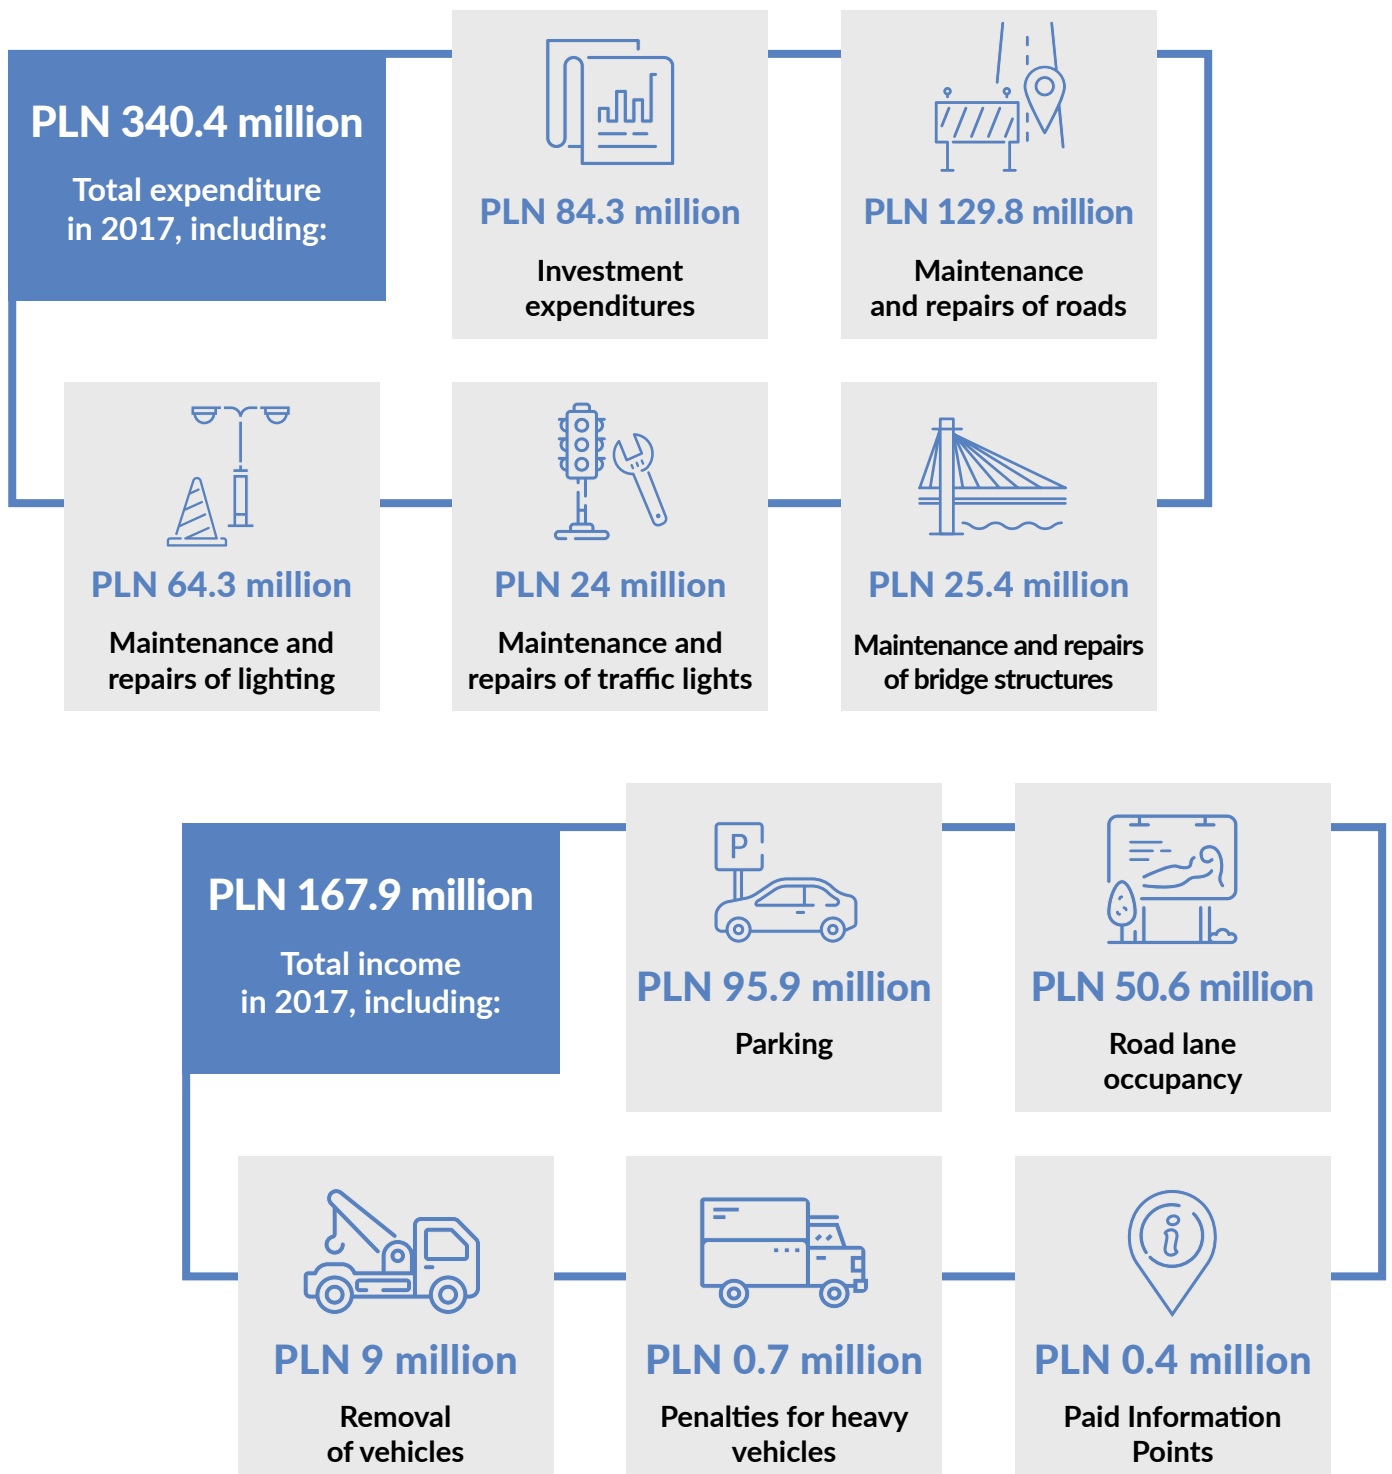 PLN 340.4 million
Total expenditure
in 2017, including:
PLN 84.3 million
Investment
expenditures
PLN 129.8 million
Maintenance
and repairs of roads
PLN 64.3 million
Maintenance and
repairs of lighting
PLN 24 million
Maintenance and
repairs of traffic lights
PLN 25.4 million
Maintenance and repairs
of bridge structures
PLN 167.9 million
Total income
in 2017, including:
P
PLN 95.9 million
Parking
PLN 50.6 million
Road lane
occupancy
PLN 9 million
Removal
of vehicles
PLN 0.7 million
Penalties for heavy
vehicles
i
PLN 0.4 million
Paid Information
Points